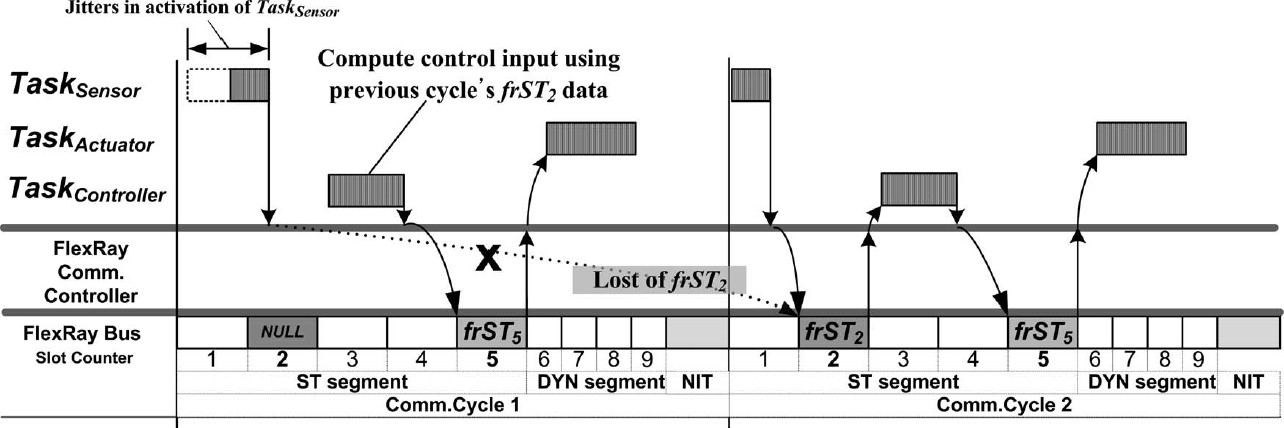 Jitters in activation of TaskSensor
Compute control input using
previous cycle's frST2 data
TaskSensor
TaskActuator
TaskController
FlexRay
Comm.
Controller
X
Lost of frST2
FlexRay Bus
NULL
frST5
frST2
frST5
Slot Counter
1 2 3 4 5 6 7 8 9 1 2 3 4 5 6 7 8 9
ST segment DYN segment NIT ST segment DYN segment NIT
Comm.Cycle 1 Comm.Cycle 2